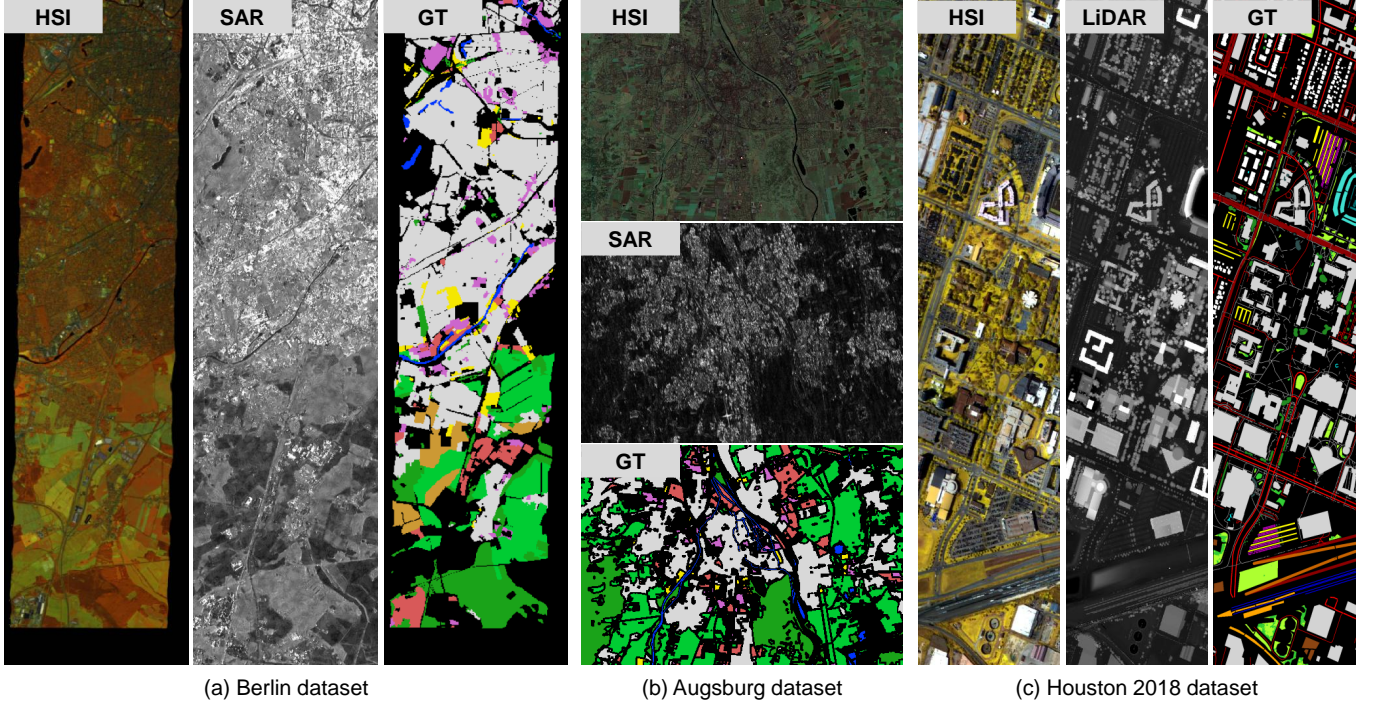 HSI
SAR
GT
HSI
SAR
GT
HSI
LiDAR
GT
(a) Berlin dataset
(b) Augsburg dataset
(c) Houston 2018 dataset